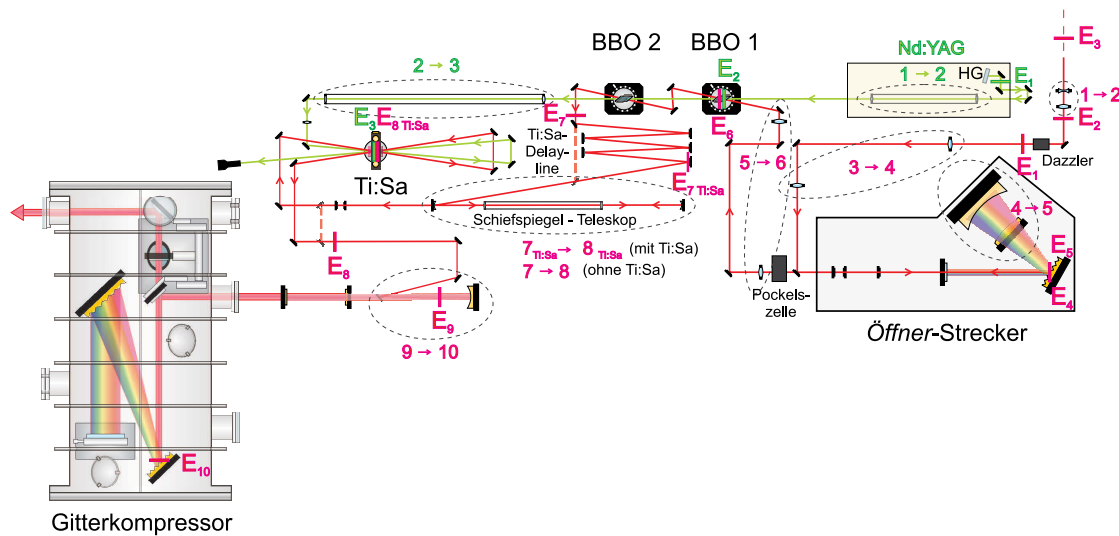 BBO 2
BBO 1
Nd:YAG
E3
2 → 3
E2
1 → 2
HG
E1
1 → 2
E2
E3 E8 Ti:Sa
E7
Ti:Sa-
Delay-
line
E6
5 → 6
3 → 4
E1
Dazzler
Ti:Sa
E7 Ti:Sa
4 → 5
Schiefspiegel - Teleskop
7Ti:Sa → 8Ti:Sa (mit Ti:Sa)
7 → 8 (ohne Ti:Sa)
E8
E5
E4
Pockels-
zelle
E9
9 → 10
Öffner-Strecker
E10
Gitterkompressor